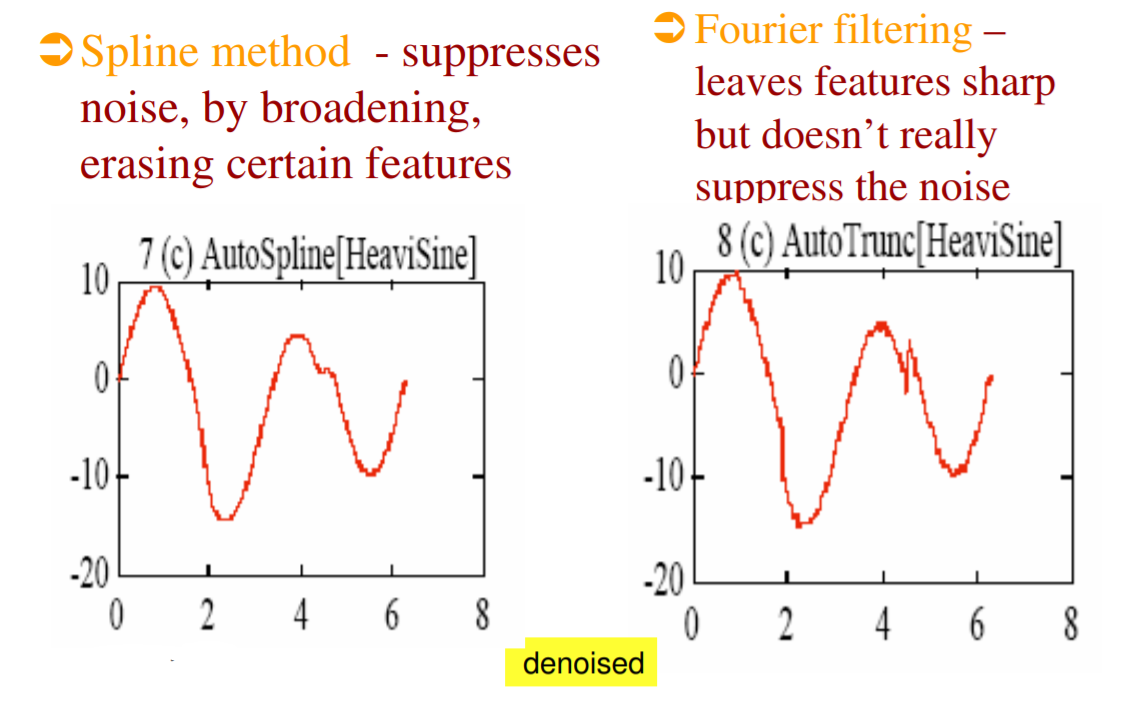 Spline method - suppresses
noise, by broadening,
erasing certain features
Fourier filtering –
leaves features sharp
but doesn't really
suppress the noise
7 (c) AutoSpline[HeaviSine]
10
0
-10
-20
0 2 4 6 8
8 (c) AutoTrunc[HeaviSine]
10
0
-10
-20
0 2 4 6 8
denoised